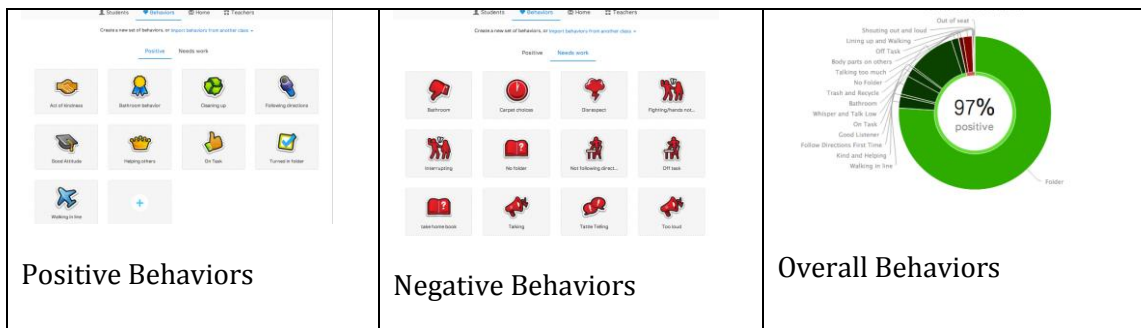 Students Behaviors Home Teachers
Create a new set of behaviors, or import behaviors from another class
Positive Needs work
Act of kindness Bathroom behavior Cleaning up Following directions
Good Attitude Helping others On Task Turned in folder
Walking in line
+
Positive Behaviors
Students Behaviors Home Teachers
Create a new set of behaviors, or import behaviors from another class
Positive Needs work
Bathroom Carpet choices Disrespect Fighting/hands not...
Interrupting No folder Not following direct... Off task
take home book Talking Tattle Telling Too loud
Negative Behaviors
Out of seat
Shouting out and loud
Lining up and Walking
Off Task
Body parts on others
Talking too much
No Folder
Trash and Recycle
Bathroom
Whisper and Talk Low
On Task
Good Listener
Follow Directions First Time
Kind and Helping
Walking in line
97%
positive
Folder
Overall Behaviors